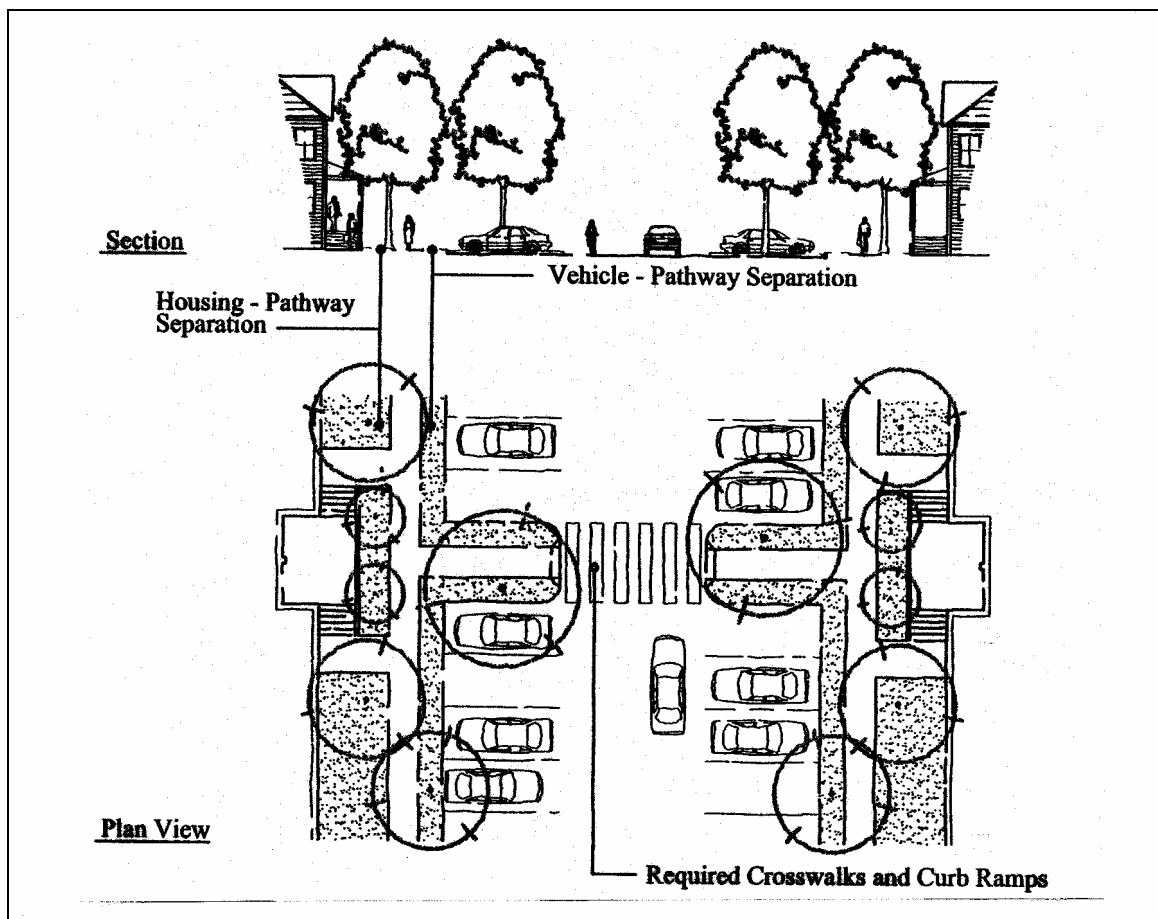 Section
Vehicle - Pathway Separation
Housing - Pathway
Separation
Plan View
Required Crosswalks and Curb Ramps